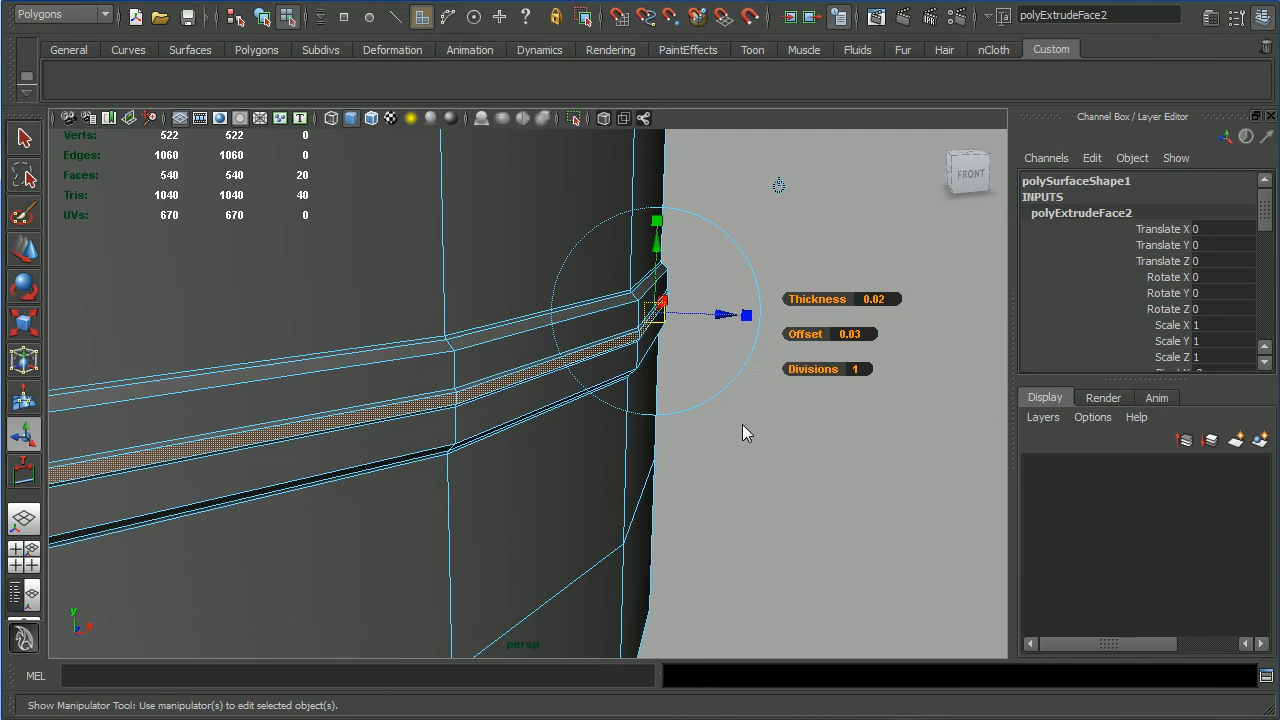 Polygons
polyExtrudeFace2
General Curves Surfaces Polygons Subdivs Deformation Animation Dynamics Rendering PaintEffects Toon Muscle Fluids Fur Hair nCloth Custom
Channel Box / Layer Editor
Verts: 522 522 0
Edges: 1060 1060 0
Faces: 540 540 20
Tris: 1040 1040 40
UVs: 670 670 0
FRONT
Channels Edit Object Show
polySurfaceShape1
INPUTS
polyExtrudeFace2
Translate X 0
Translate Y 0
Translate Z 0
Rotate X 0
Rotate Y 0
Rotate Z 0
Scale X 1
Scale Y 1
Scale Z 1
Thickness 0.02
Offset 0.03
Divisions 1
Display Render Anim
Layers Options Help
y
persp
MEL
Show Manipulator Tool: Use manipulator(s) to edit selected object(s).